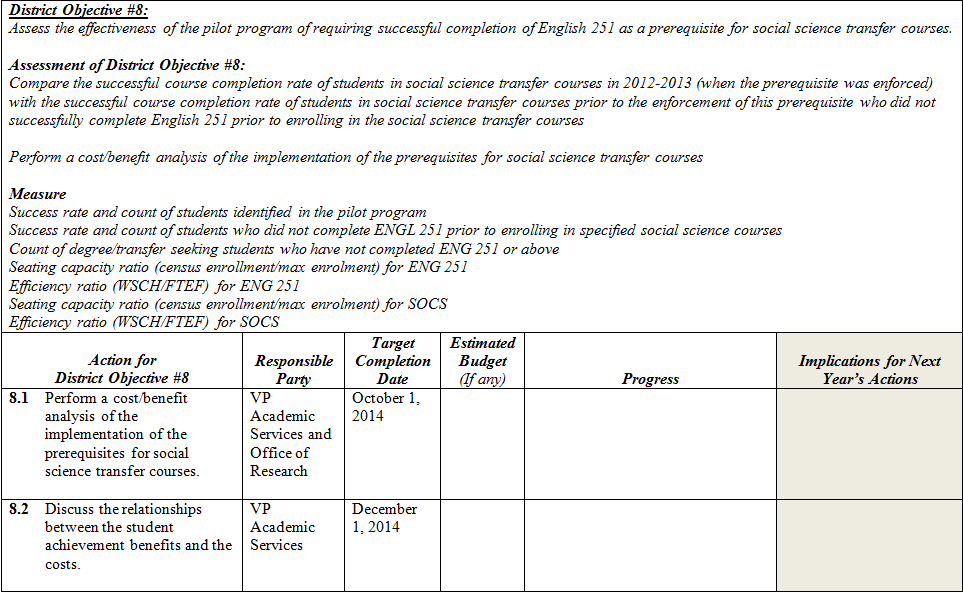 District Objective #8:
Assess the effectiveness of the pilot program of requiring successful completion of English 251 as a prerequisite for social science transfer courses.
Assessment of District Objective #8:
Compare the successful course completion rate of students in social science transfer courses in 2012-2013 (when the prerequisite was enforced)
with the successful course completion rate of students in social science transfer courses prior to the enforcement of this prerequisite who did not
successfully complete English 251 prior to enrolling in the social science transfer courses
Perform a cost/benefit analysis of the implementation of the prerequisites for social science transfer courses
Measure
Success rate and count of students identified in the pilot program
Success rate and count of students who did not complete ENGL 251 prior to enrolling in specified social science courses
Count of degree/transfer seeking students who have not completed ENG 251 or above
Seating capacity ratio (census enrollment/max enrolment) for ENG 251
Efficiency ratio (WSCH/FTEF) for ENG 251
Seating capacity ratio (census enrollment/max enrolment) for SOCS
Efficiency ratio (WSCH/FTEF) for SOCS
Action for
District Objective #8
Responsible
Party
Target
Completion
Date
Estimated
Budget
(If any)
Progress
Implications for Next
Year's Actions
8.1 Perform a cost/benefit
analysis of the
implementation of the
prerequisites for social
science transfer courses.
VP
Academic
Services and
Office of
Research
October 1,
2014
8.2 Discuss the relationships
between the student
achievement benefits and the
costs.
VP
Academic
Services
December
1, 2014